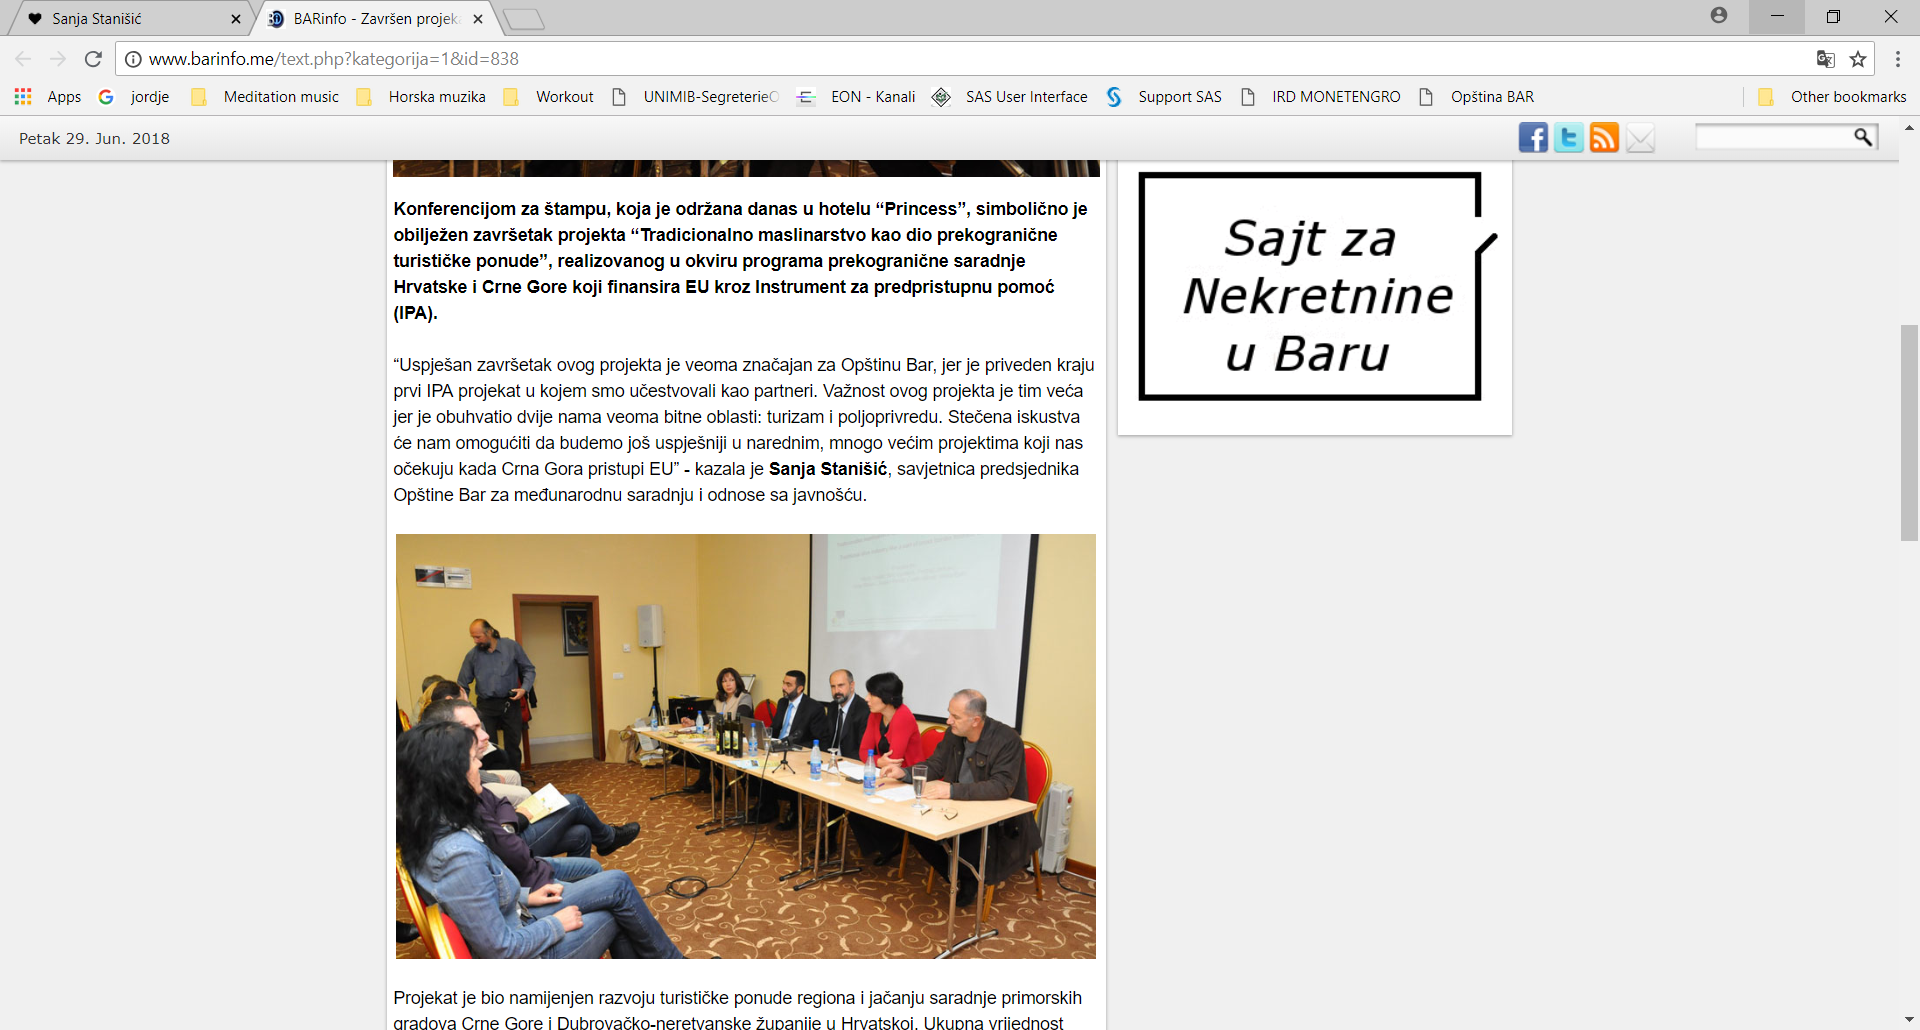 Sanja Stanišić
BARinfo - Završen projek
www.barinfo.me/text.php?kategorija=1&id=838
Apps
jordje
Meditation music
Horska muzika
Workout
UNIMIB-Segreterie
EON - Kanali
SAS User Interface
Support SAS
IRD MONETENGRO
Opština BAR
Other bookmarks
Petak 29. Jun. 2018
Konferencijom za štampu, koja je održana danas u hotelu “Princess”, simbolično je
obilježen završetak projekta “Tradicionalno maslinarstvo kao dio prekogranične
turističke ponude”, realizovanog u okviru programa prekogranične saradnje
Hrvatske i Crne Gore koji finansira EU kroz Instrument za predpristupnu pomoć
(IPA).
“Uspješan završetak ovog projekta je veoma značajan za Opštinu Bar, jer je priveden kraju
prvi IPA projekat u kojem smo učestvovali kao partneri. Važnost ovog projekta je tim veća
jer je obuhvatio dvije nama veoma bitne oblasti: turizam i poljoprivredu. Stečena iskustva
će nam omogućiti da budemo još uspješniji u narednim, mnogo većim projektima koji nas
očekuju kada Crna Gora pristupi EU” - kazala je Sanja Stanišić, savjetnica predsjednika
Opštine Bar za međunarodnu saradnju i odnose sa javnošću.
Projekat je bio namijenjen razvoju turističke ponude regiona i jačanju saradnje primorskih
gradova Crne Gore i Dubrovačko-neretvanske županije u Hrvatskoj. Ukupna vrijednost
Sajt za
Nekretnine
u Baru